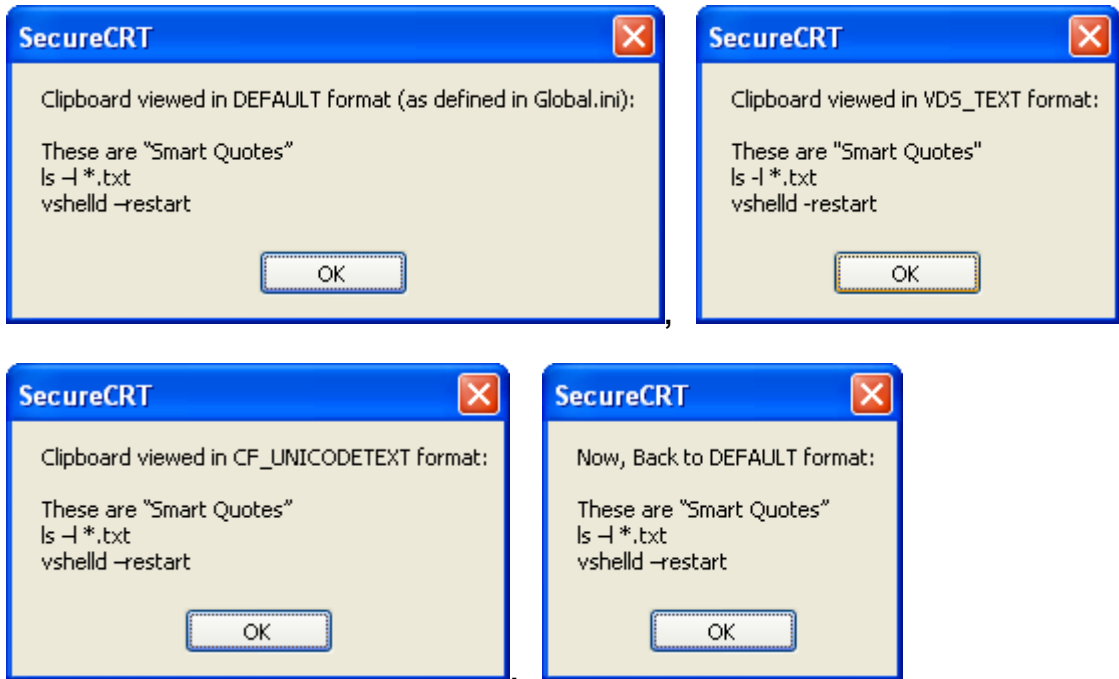 SecureCRT
Clipboard viewed in DEFAULT format (as defined in Global.ini):
These are “Smart Quotes”
ls –l *.txt
vshelld –restart
OK
,
SecureCRT
Clipboard viewed in VDS_TEXT format:
These are "Smart Quotes"
ls -l *.txt
vshelld -restart
OK
SecureCRT
Clipboard viewed in CF_UNICODETEXT format:
These are “Smart Quotes”
ls –l *.txt
vshelld –restart
OK
,
SecureCRT
Now, Back to DEFAULT format:
These are “Smart Quotes”
ls –l *.txt
vshelld –restart
OK